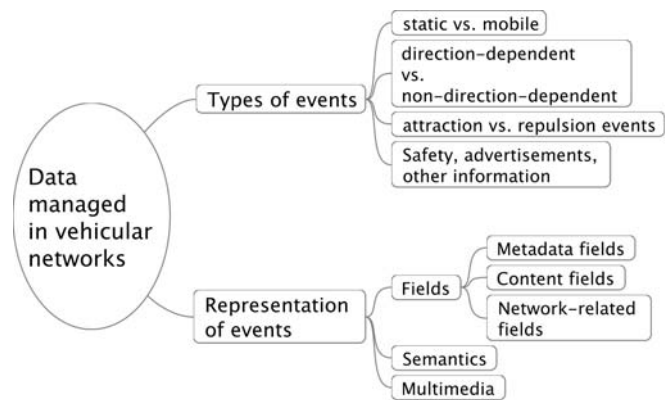 Data
managed
in vehicular
networks
Types of events
static vs. mobile
direction-dependent
vs.
non-direction-dependent
attraction vs. repulsion events
Safety, advertisements,
other information
Representation
of events
Fields
Metadata fields
Content fields
Network-related
fields
Semantics
Multimedia